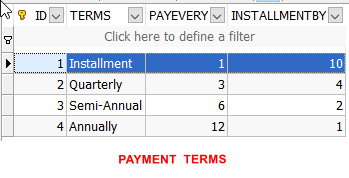 ID TERMS PAYEVERY INSTALLMENTBY
Click here to define a filter
1 Installment 1 10
2 Quarterly 3 4
3 Semi-Annual 6 2
4 Annually 12 1
PAYMENT TERMS